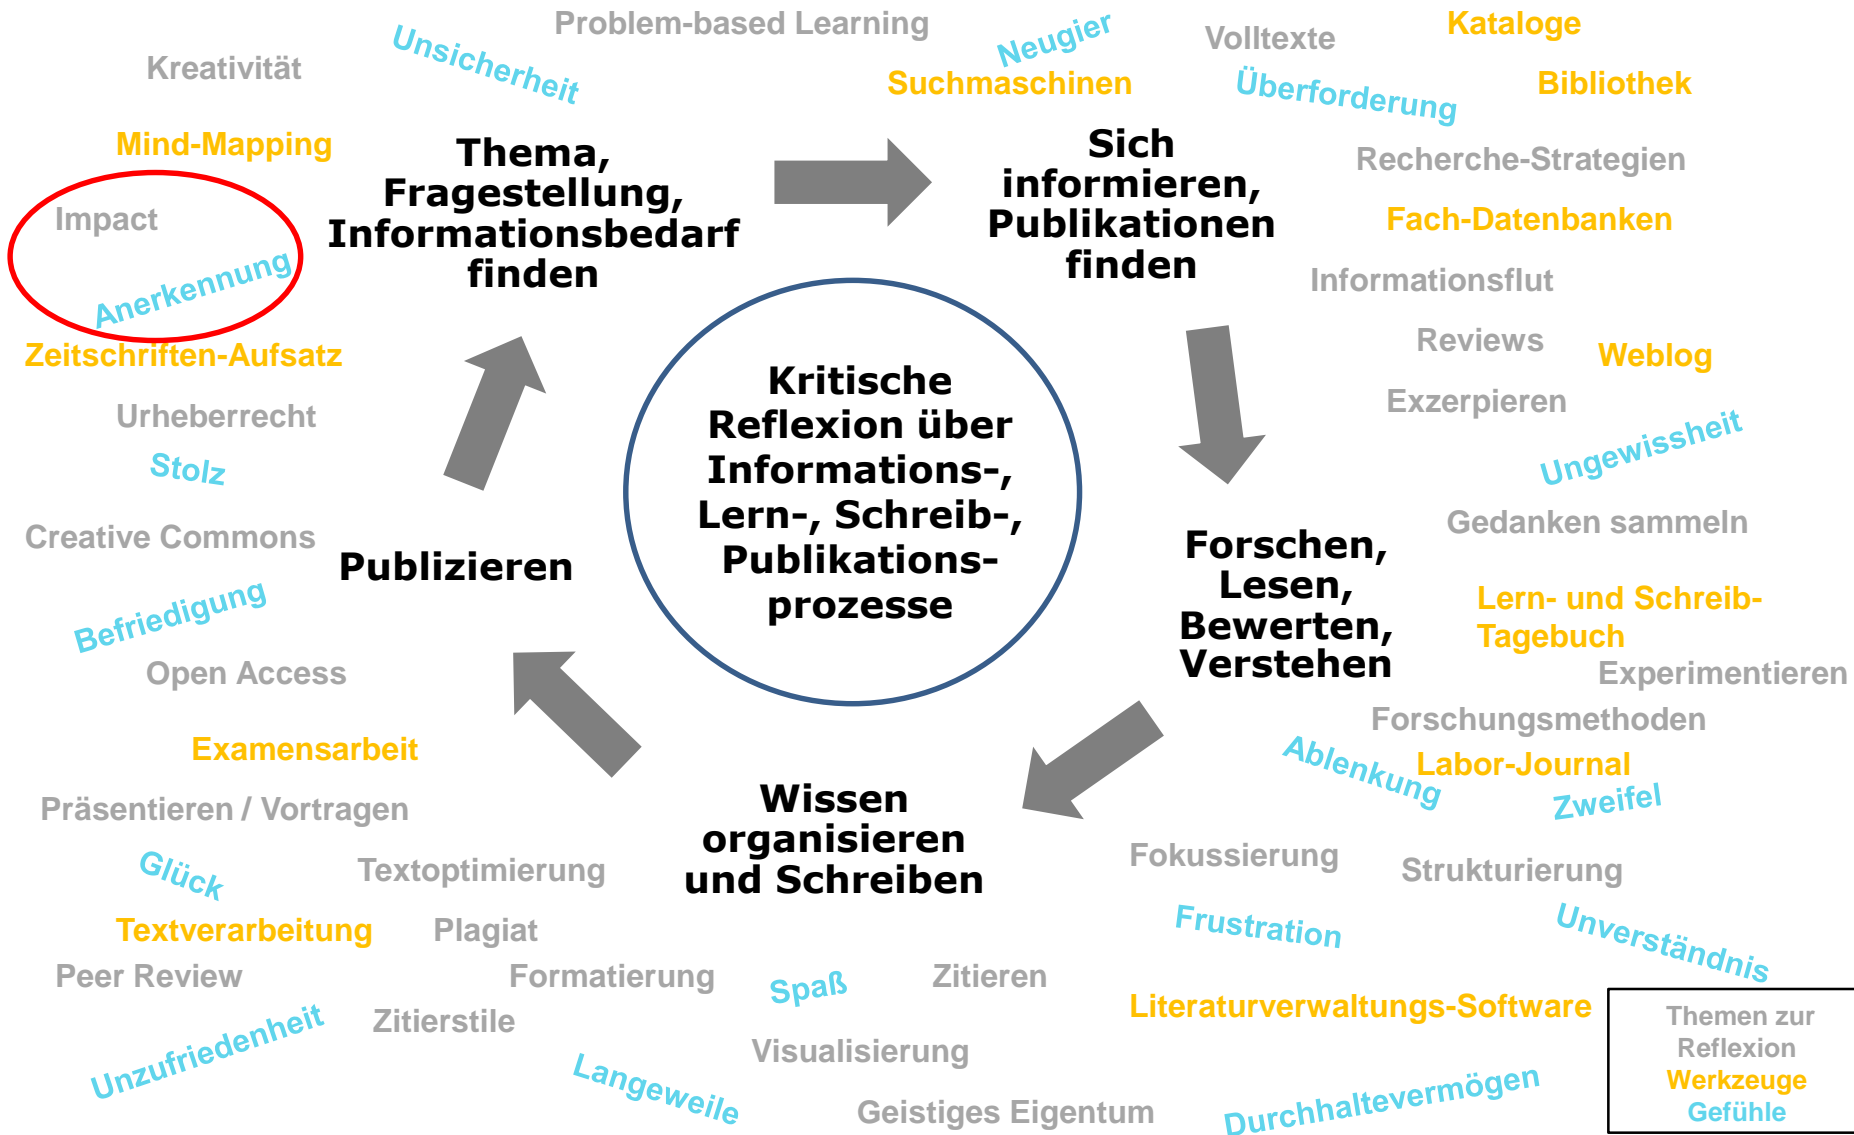 Problem-based Learning
Unsicherheit
Neugier
Volltexte
Kataloge
Kreativität
Suchmaschinen
Überforderung
Bibliothek
Mind-Mapping
Thema,
Fragestellung,
Informationsbedarf
finden
Sich
informieren,
Publikationen
finden
Recherche-Strategien
Impact
Fach-Datenbanken
Anerkennung
Informationsflut
Zeitschriften-Aufsatz
Reviews
Weblog
Kritische
Reflexion über
Informations-,
Lern-, Schreib-,
Publikations-
prozesse
Urheberrecht
Exzerpieren
Stolz
Ungewissheit
Creative Commons
Publizieren
Forschen,
Lesen,
Bewerten,
Verstehen
Gedanken sammeln
Befriedigung
Lern- und Schreib-
Tagebuch
Open Access
Experimentieren
Forschungsmethoden
Examensarbeit
Ablenkung
Labor-Journal
Zweifel
Präsentieren / Vortragen
Wissen
organisieren
und Schreiben
Glück
Textoptimierung
Fokussierung
Strukturierung
Textverarbeitung
Plagiat
Frustration
Unverständnis
Peer Review
Formatierung
Spaß
Zitieren
Literaturverwaltungs-Software
Unzufriedenheit
Zitierstile
Visualisierung
Langeweile
Geistiges Eigentum
Durchhaltevermögen
Themen zur
Reflexion
Werkzeuge
Gefühle